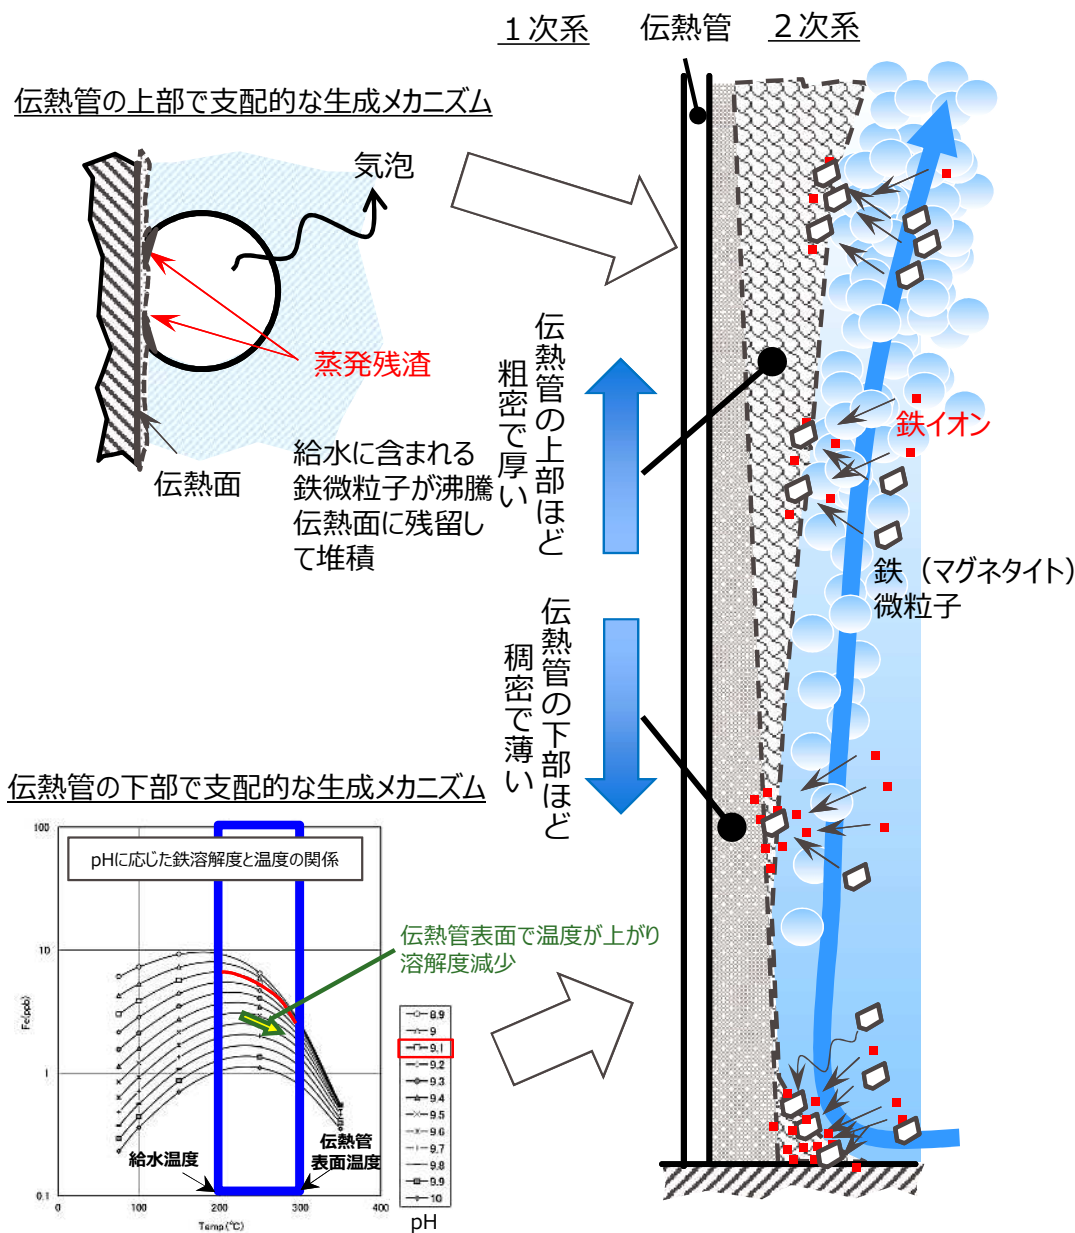 1次系
伝熱管
2次系
伝熱管の上部で支配的な生成メカニズム
気泡
蒸発残渣
伝熱面
給水に含まれる
鉄微粒子が沸騰
伝熱面に残留し
て堆積
伝熱管の上部ほど
粗密で厚い
鉄イオン
鉄（マグネタイト）
微粒子
伝熱管の下部ほど
稠密で薄い
伝熱管の下部で支配的な生成メカニズム
pHに応じた鉄溶解度と温度の関係
伝熱管表面で温度が上がり
溶解度減少
100
10
1
0.1
Fe(ppb)
0
100
200
300
400
Temp(℃)
給水温度
伝熱管
表面温度
8.9
9
9.1
9.2
9.3
9.4
9.5
9.6
9.7
9.8
9.9
10
pH